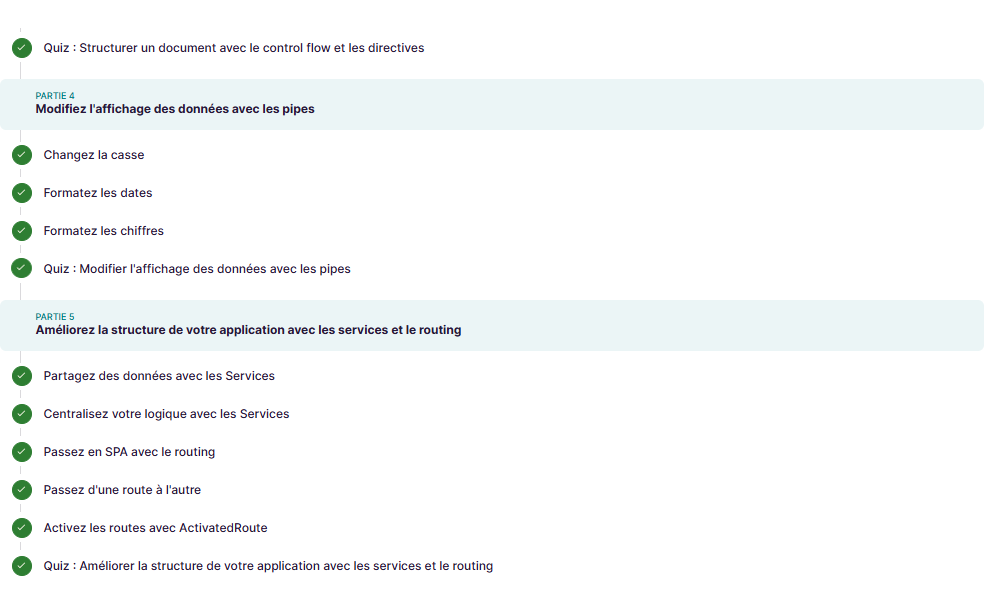 Quiz : Structurer un document avec le control flow et les directives
PARTIE 4
Modifiez l'affichage des données avec les pipes
Changez la casse
Formatez les dates
Formatez les chiffres
Quiz : Modifier l'affichage des données avec les pipes
PARTIE 5
Améliorez la structure de votre application avec les services et le routing
Partagez des données avec les Services
Centralisez votre logique avec les Services
Passez en SPA avec le routing
Passez d'une route à l'autre
Activez les routes avec ActivatedRoute
Quiz : Améliorer la structure de votre application avec les services et le routing